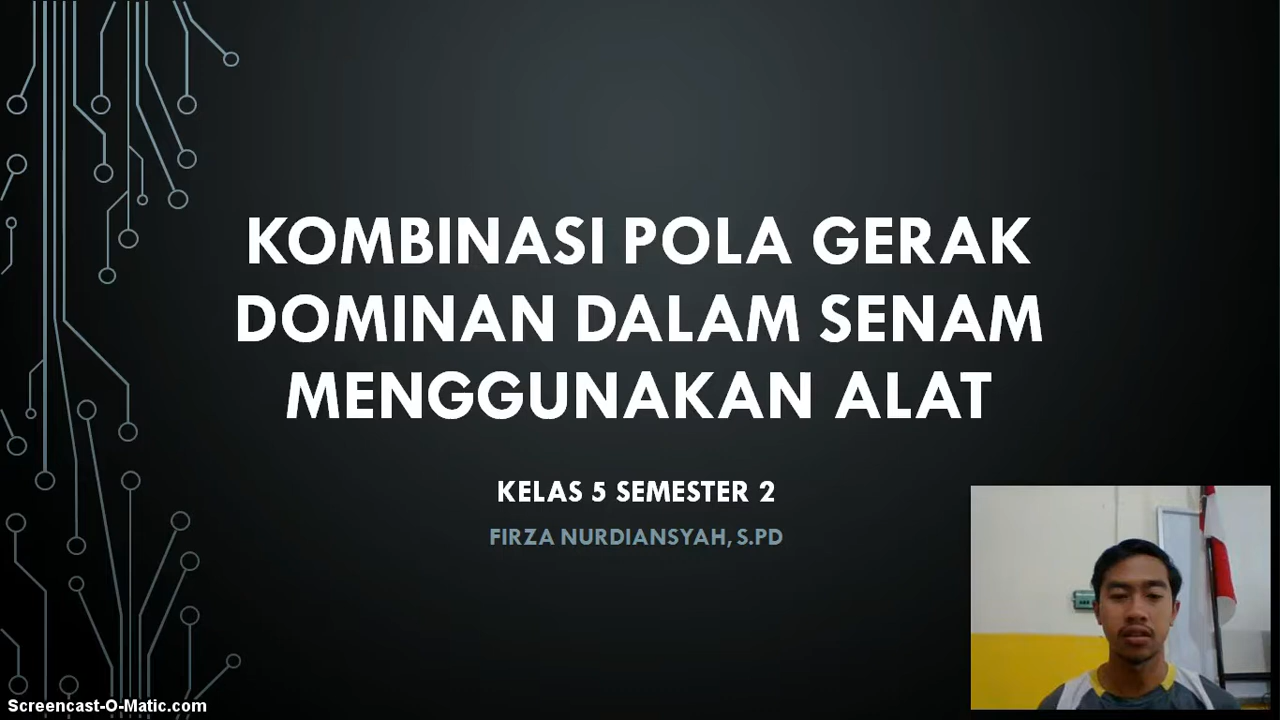 KOMBINASI POLA GERAK
DOMINAN DALAM SENAM
MENGGUNAKAN ALAT
KELAS 5 SEMESTER 2
FIRZA NURDIANSYAH, S.PD
Screencast-O-Matic.com